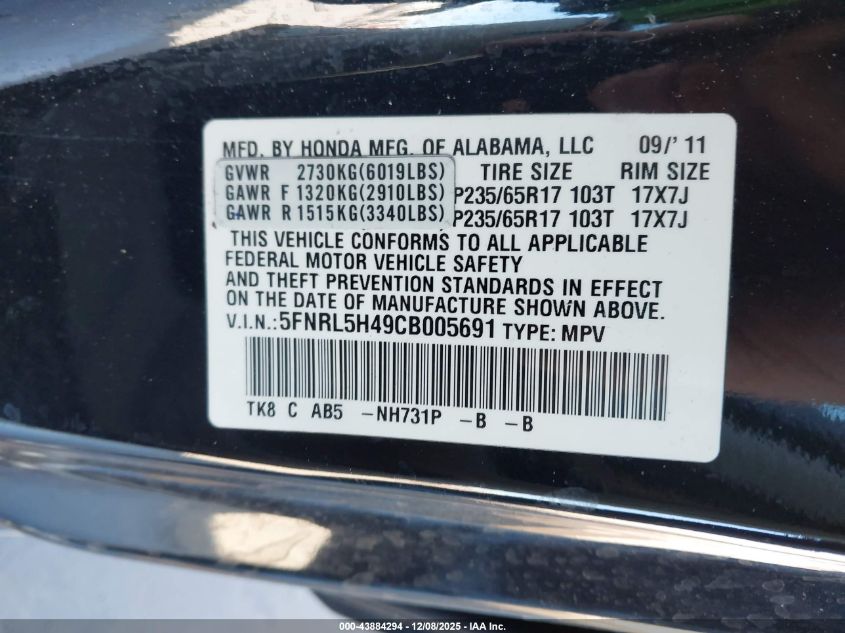 MFD. BY HONDA MFG. OF ALABAMA, LLC 09/' 11
GVWR 2730KG(6019LBS) TIRE SIZE RIM SIZE
GAWR F 1320KG(2910LBS) P235/65R17 103T 17X7J
GAWR R 1515KG(3340LBS) P235/65R17 103T 17X7J
THIS VEHICLE CONFORMS TO ALL APPLICABLE
FEDERAL MOTOR VEHICLE SAFETY
AND THEFT PREVENTION STANDARDS IN EFFECT
ON THE DATE OF MANUFACTURE SHOWN ABOVE.
V.I.N.: 5FNRL5H49CB005691 TYPE: MPV
TK8 C AB5 -NH731P -B -B
000-43884294 - 12/08/2025 - IAA Inc.